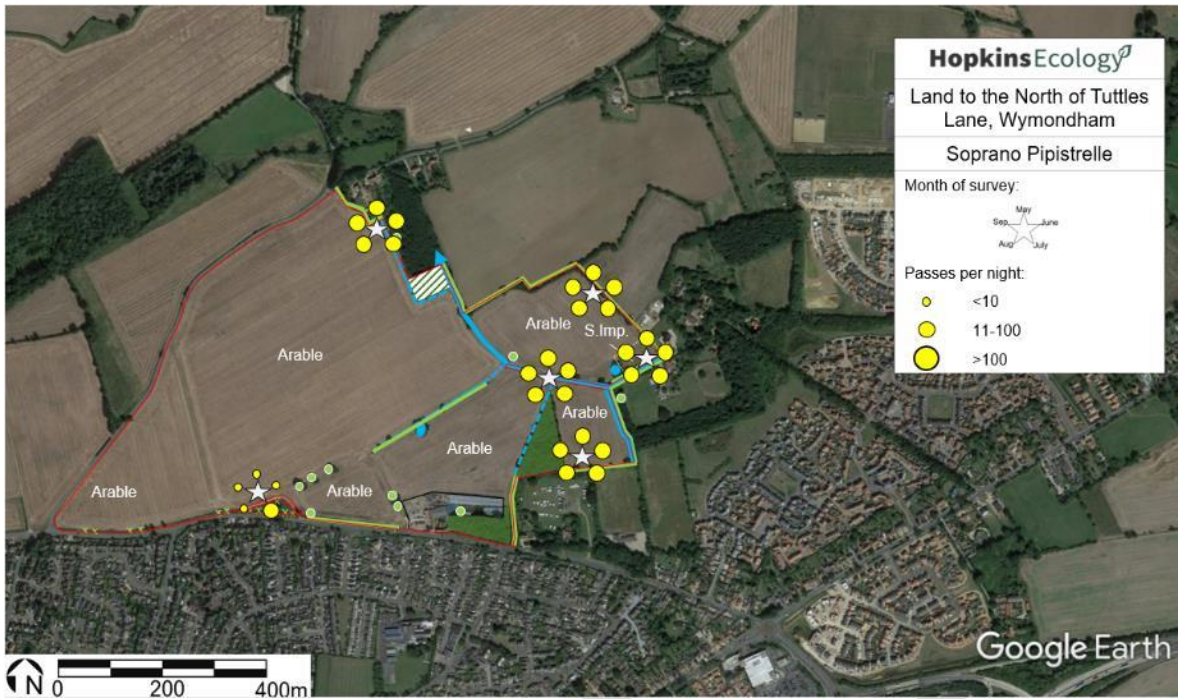 HopkinsEcology
Land to the North of Tuttles
Lane, Wymondham
Soprano Pipistrelle
Month of survey:
May
Sep
June
Aug
July
Passes per night:
<10
11-100
>100
Arable
S.Imp.
Arable
Arable
Arable
Arable
Arable
N
0
200
400m
Google Earth